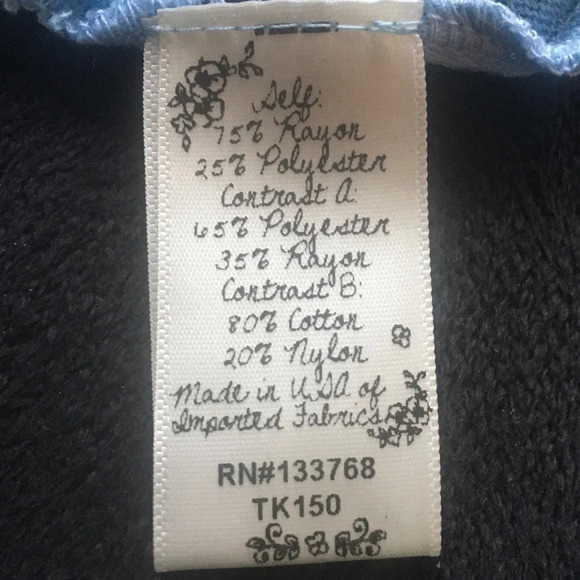 Self:
75% Rayon
25% Polyester
Contrast A:
65% Polyester
35% Rayon
Contrast B:
80% Cotton
20% Nylon
Made in U.S.A. of
Imported Fabrics
RN#133768
TK150